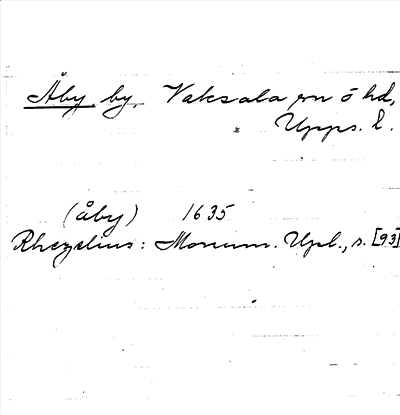 Åby, by, Vaksala sn o hd,
Upps. l.
(åby) 1635
Rhezelius: Monum. Upl., s. [93]